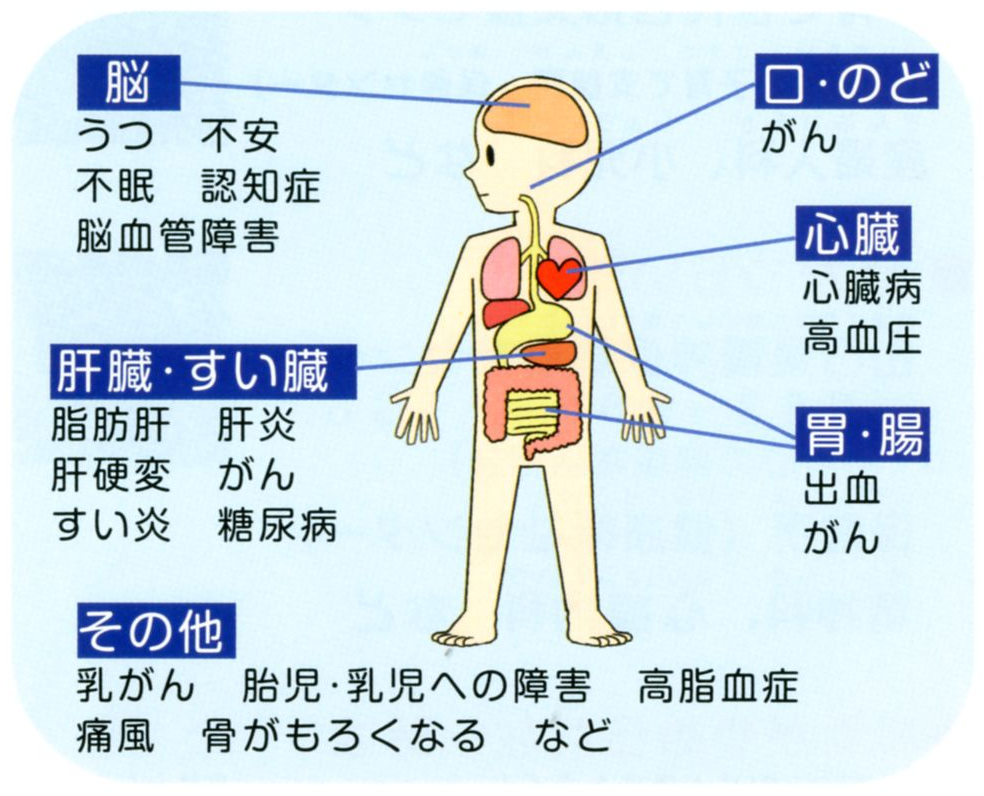 脳
うつ　不安
不眠　認知症
脳血管障害
口・のど
がん
心臓
心臓病
高血圧
肝臓・すい臓
脂肪肝　肝炎
肝硬変　がん
すい炎　糖尿病
胃・腸
出血
がん
その他
乳がん　胎児・乳児への障害　高脂血症
痛風　骨がもろくなる　など